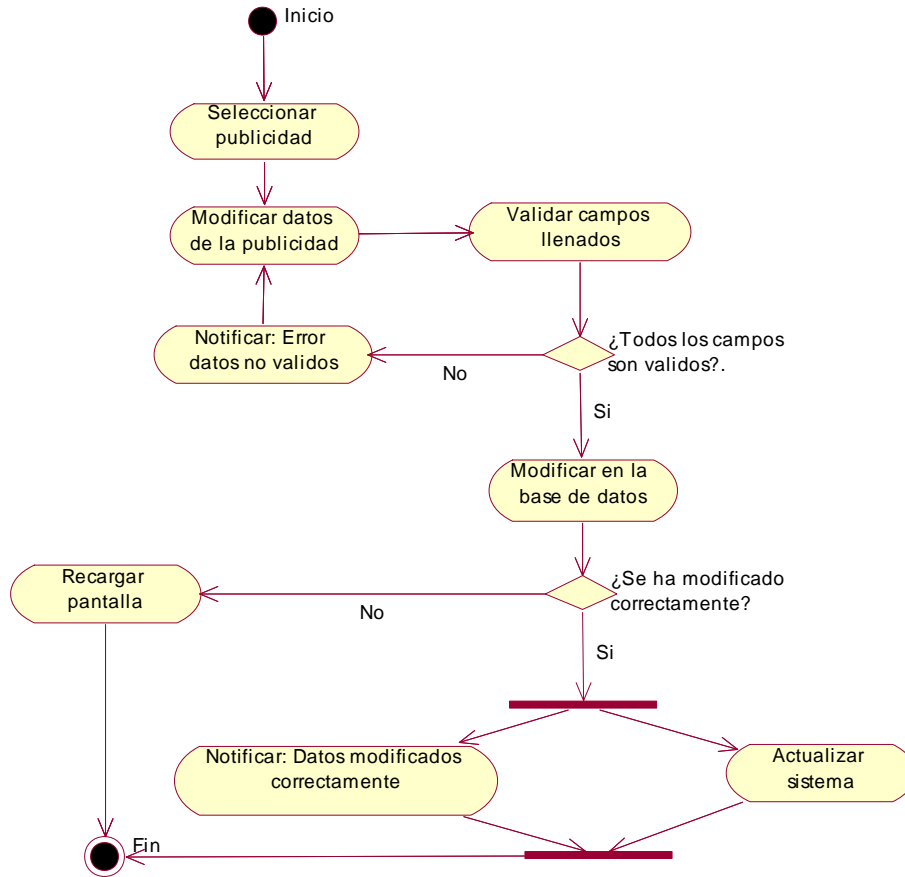 Inicio
Seleccionar
publicidad
Modificar datos
de la publicidad
Validar campos
llenados
Notificar: Error
datos no validos
No
¿Todos los campos
son validos?.
Si
Modificar en la
base de datos
Recargar
pantalla
No
¿Se ha modificado
correctamente?
Si
Notificar: Datos modificados
correctamente
Actualizar
sistema
Fin